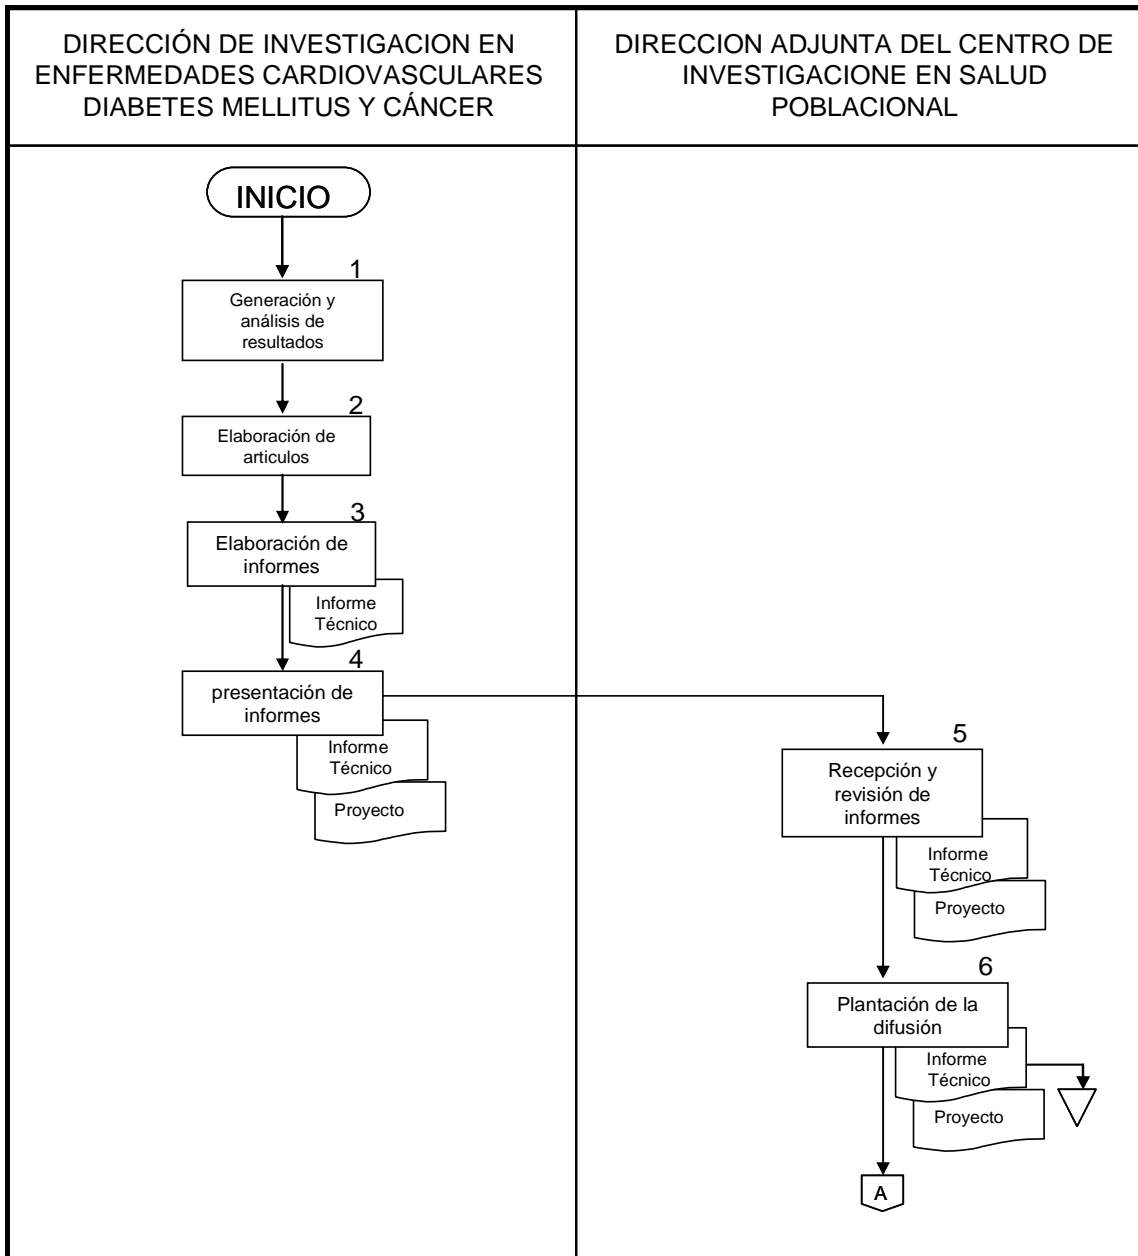 DIRECCIÓN DE INVESTIGACION EN
ENFERMEDADES CARDIOVASCULARES
DIABETES MELLITUS Y CÁNCER
DIRECCION ADJUNTA DEL CENTRO DE
INVESTIGACIONE EN SALUD
POBLACIONAL
INICIO
1
Generación y
análisis de
resultados
2
Elaboración de
articulos
3
Elaboración de
informes
Informe
Técnico
4
presentación de
informes
Informe
Técnico
Proyecto
5
Recepción y
revisión de
informes
Informe
Técnico
Proyecto
6
Plantación de la
difusión
Informe
Técnico
Proyecto
A